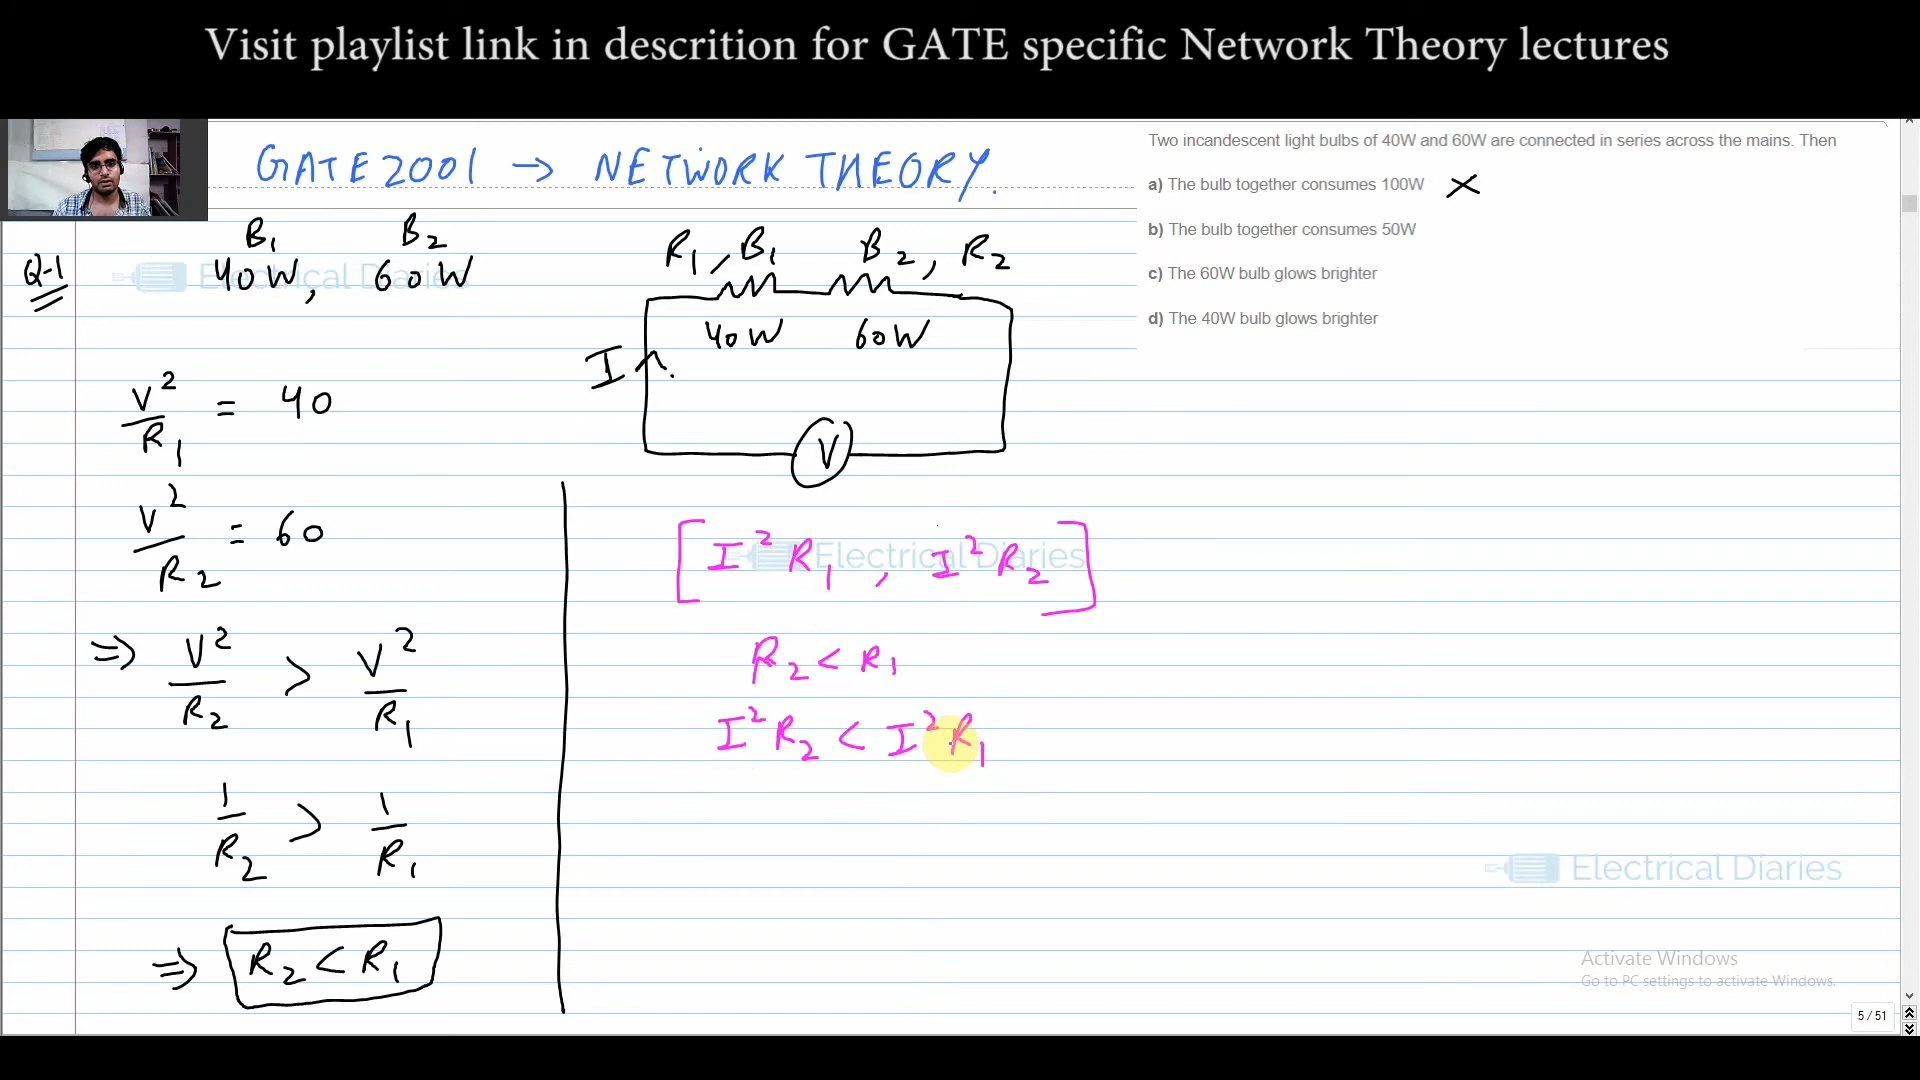 Visit playlist link in descrition for GATE specific Network Theory lectures
GATE 2001 → NETWORK THEORY.
Two incandescent light bulbs of 40W and 60W are connected in series across the mains. Then
a) The bulb together consumes 100W ✗
b) The bulb together consumes 50W
c) The 60W bulb glows brighter
d) The 40W bulb glows brighter
Q-1
B₁ B₂
40W, 60W
Electrical Diaries
R₁, B₁ B₂, R₂
40W 60W
I
V
V²/R₁ = 40
V²/R₂ = 60
⇒ V²/R₂ > V²/R₁
1/R₂ > 1/R₁
⇒ R₂ < R₁
[I²R₁, I²R₂]
Electrical Diaries
R₂ < R₁
I²R₂ < I²R₁
Electrical Diaries
Activate Windows
Go to PC settings to activate Windows.
5 / 51